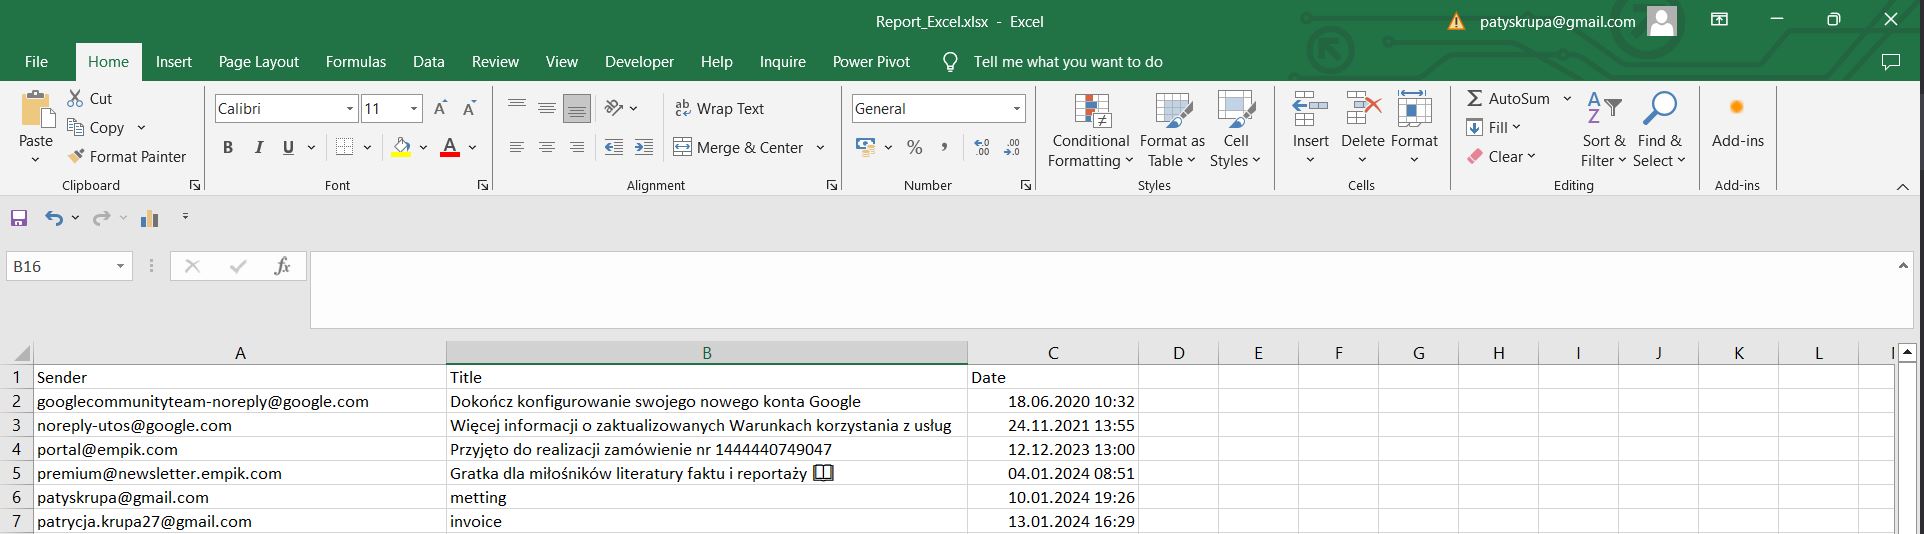 Report_Excel.xlsx - Excel
patyskrupa@gmail.com
File Home Insert Page Layout Formulas Data Review View Developer Help Inquire Power Pivot Tell me what you want to do
Paste
Cut
Copy
Format Painter
Clipboard
Calibri 11
B I U A
Font
Wrap Text
Merge & Center
Alignment
General
% ,
Number
Conditional Formatting
Format as Table
Cell Styles
Styles
Insert
Delete
Format
Cells
AutoSum
Fill
Clear
Sort & Filter
Find & Select
Editing
Add-ins
Add-ins
B16 fx
A B C D E F G H I J K L
1 Sender Title Date
2 googlecommunityteam-noreply@google.com Dokończ konfigurowanie swojego nowego konta Google 18.06.2020 10:32
3 noreply-utos@google.com Więcej informacji o zaktualizowanych Warunkach korzystania z usług 24.11.2021 13:55
4 portal@empik.com Przyjęto do realizacji zamówienie nr 1444440749047 12.12.2023 13:00
5 premium@newsletter.empik.com Gratka dla miłośników literatury faktu i reportaży 📖 04.01.2024 08:51
6 patyskrupa@gmail.com metting 10.01.2024 19:26
7 patrycja.krupa27@gmail.com invoice 13.01.2024 16:29